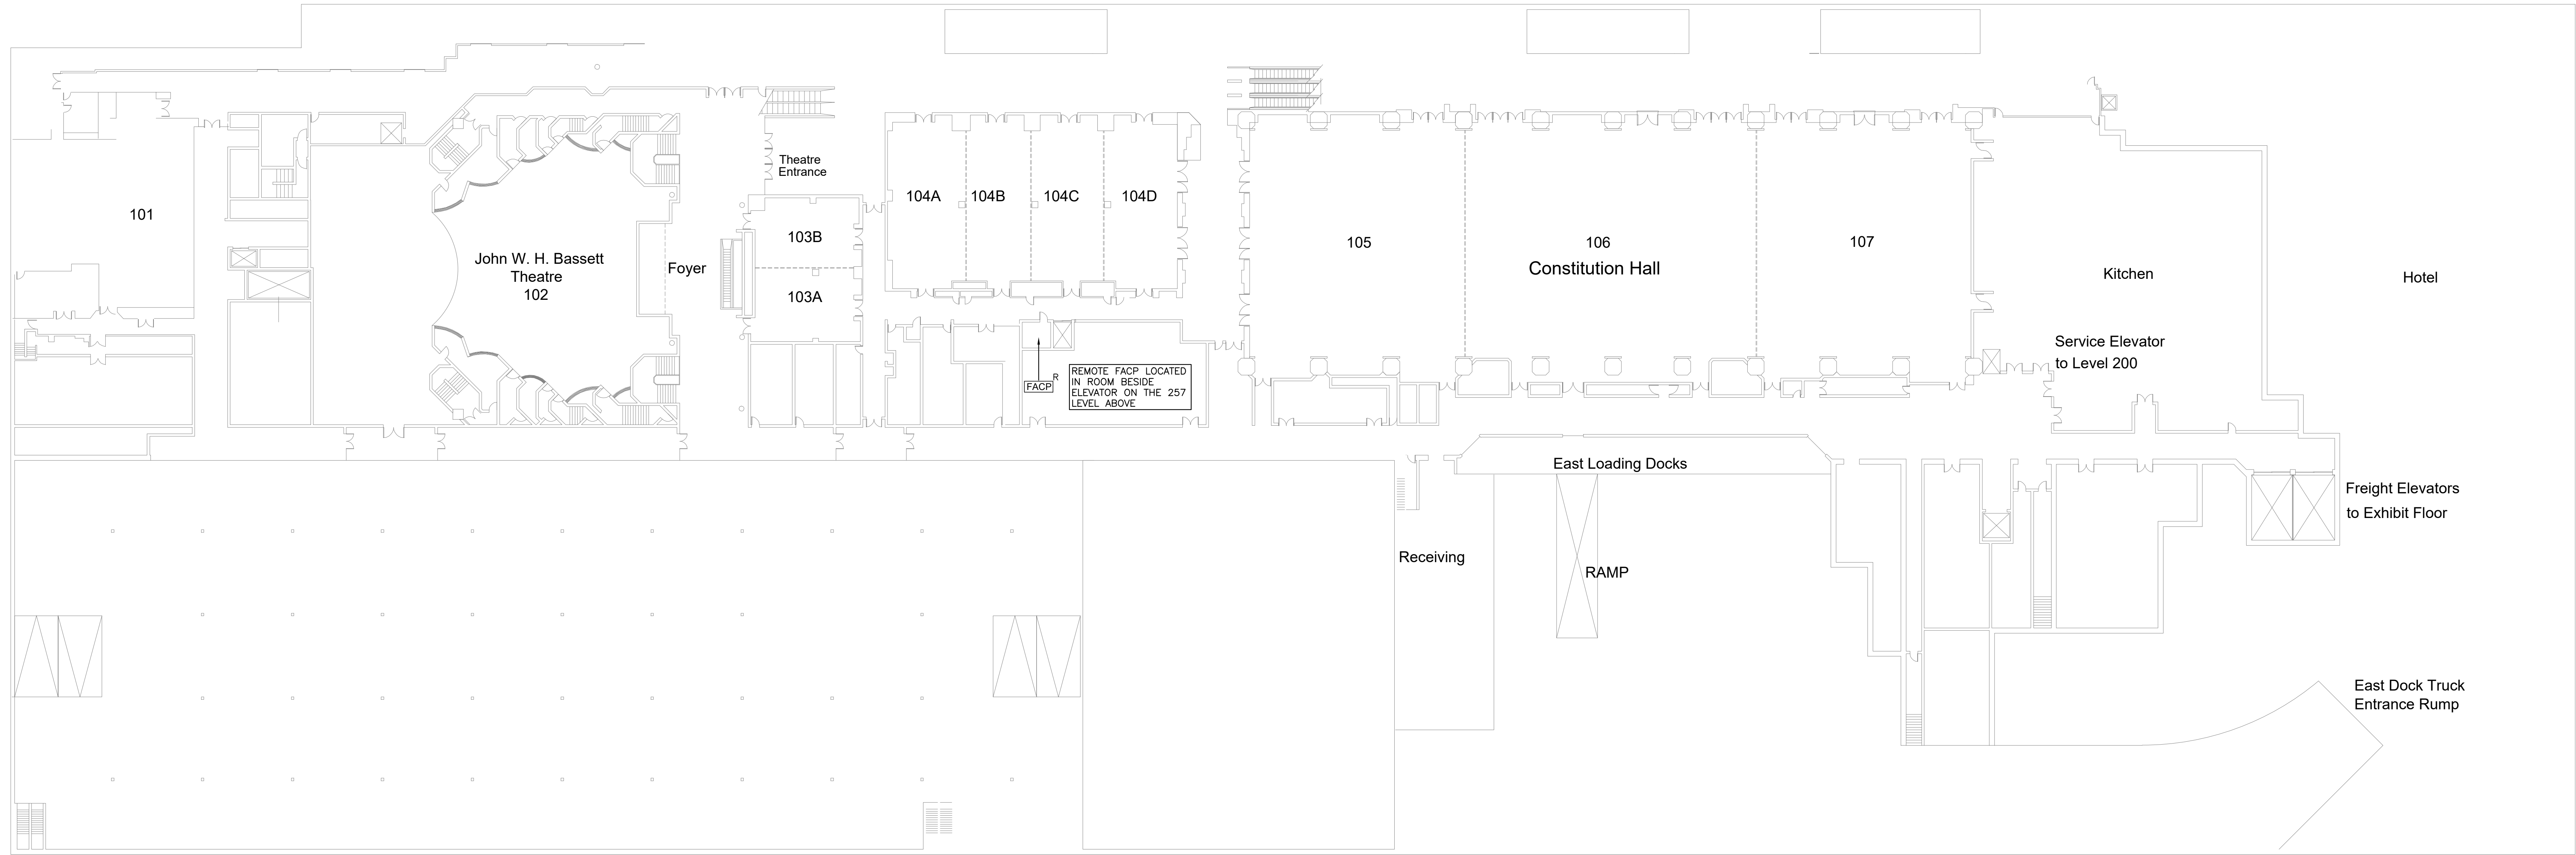 Theatre
Entrance
101
104A
104B
104C
104D
103B
105
106
107
John W. H. Bassett
Theatre
102
Foyer
Constitution Hall
Kitchen
Hotel
103A
Service Elevator
to Level 200
R
FACP
REMOTE FACP LOCATED
IN ROOM BESIDE
ELEVATOR ON THE 257
LEVEL ABOVE
East Loading Docks
Freight Elevators
to Exhibit Floor
Receiving
RAMP
East Dock Truck
Entrance Rump